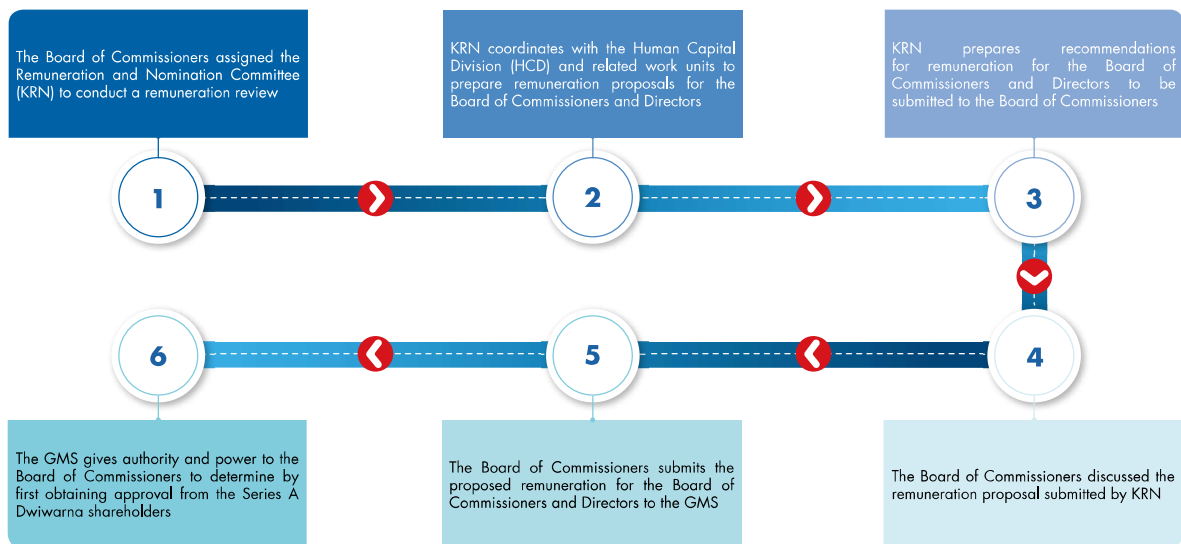 The Board of Commissioners assigned the
Remuneration and Nomination Committee
(KRN) to conduct a remuneration review
KRN coordinates with the Human Capital
Division (HCD) and related work units to
prepare remuneration proposals for the
Board of Commissioners and Directors
KRN prepares recommendations
for remuneration for the Board of
Commissioners and Directors to be
submitted to the Board of Commissioners
1
2
3
6
5
4
The GMS gives authority and power to the
Board of Commissioners to determine by
first obtaining approval from the Series A
Dwiwarna shareholders
The Board of Commissioners submits the
proposed remuneration for the Board of
Commissioners and Directors to the GMS
The Board of Commissioners discussed the
remuneration proposal submitted by KRN